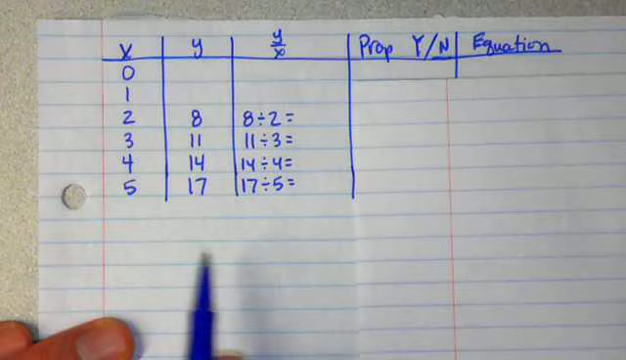 x y y/x Prop Y/N Equation
0
1
2 8 8÷2=
3 11 11÷3=
4 14 14÷4=
5 17 17÷5=